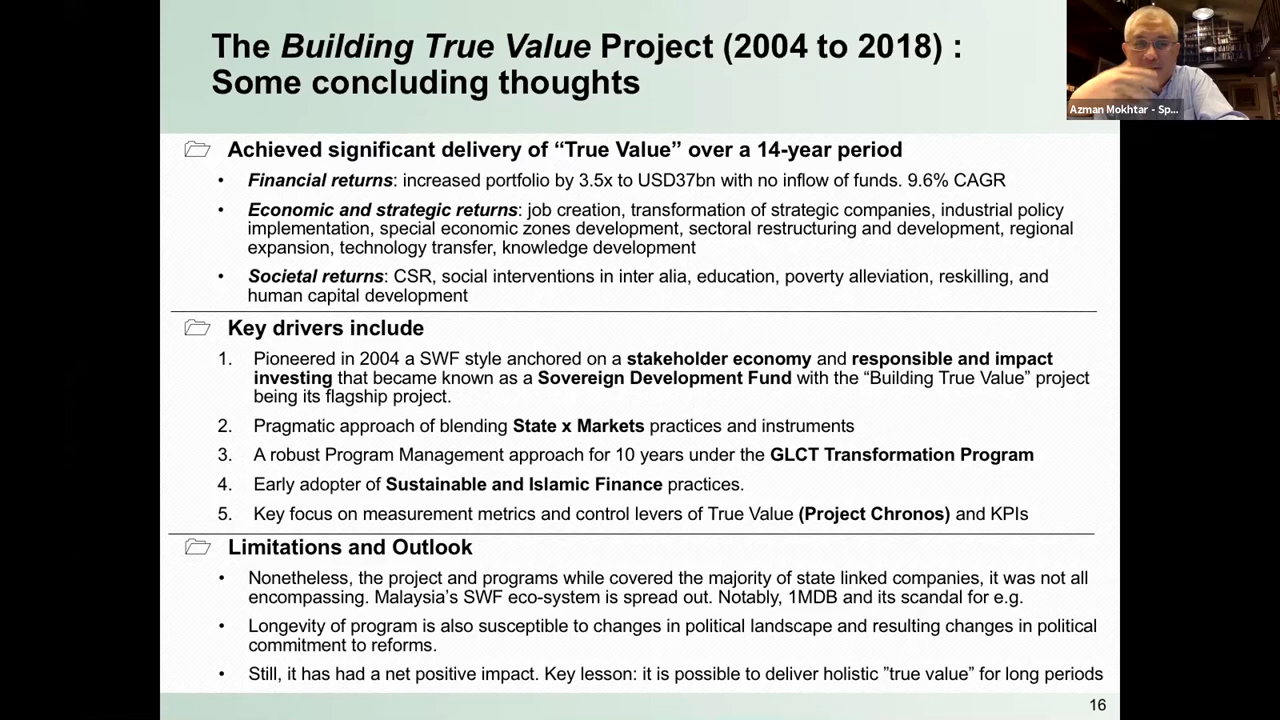 The Building True Value Project (2004 to 2018) :
Some concluding thoughts
Azman Mokhtar - Sp...
Achieved significant delivery of “True Value” over a 14-year period
• Financial returns: increased portfolio by 3.5x to USD37bn with no inflow of funds. 9.6% CAGR
• Economic and strategic returns: job creation, transformation of strategic companies, industrial policy
implementation, special economic zones development, sectoral restructuring and development, regional
expansion, technology transfer, knowledge development
• Societal returns: CSR, social interventions in inter alia, education, poverty alleviation, reskilling, and
human capital development
Key drivers include
1. Pioneered in 2004 a SWF style anchored on a stakeholder economy and responsible and impact
investing that became known as a Sovereign Development Fund with the “Building True Value” project
being its flagship project.
2. Pragmatic approach of blending State x Markets practices and instruments
3. A robust Program Management approach for 10 years under the GLCT Transformation Program
4. Early adopter of Sustainable and Islamic Finance practices.
5. Key focus on measurement metrics and control levers of True Value (Project Chronos) and KPIs
Limitations and Outlook
• Nonetheless, the project and programs while covered the majority of state linked companies, it was not all
encompassing. Malaysia’s SWF eco-system is spread out. Notably, 1MDB and its scandal for e.g.
• Longevity of program is also susceptible to changes in political landscape and resulting changes in political
commitment to reforms.
• Still, it has had a net positive impact. Key lesson: it is possible to deliver holistic ”true value” for long periods
16